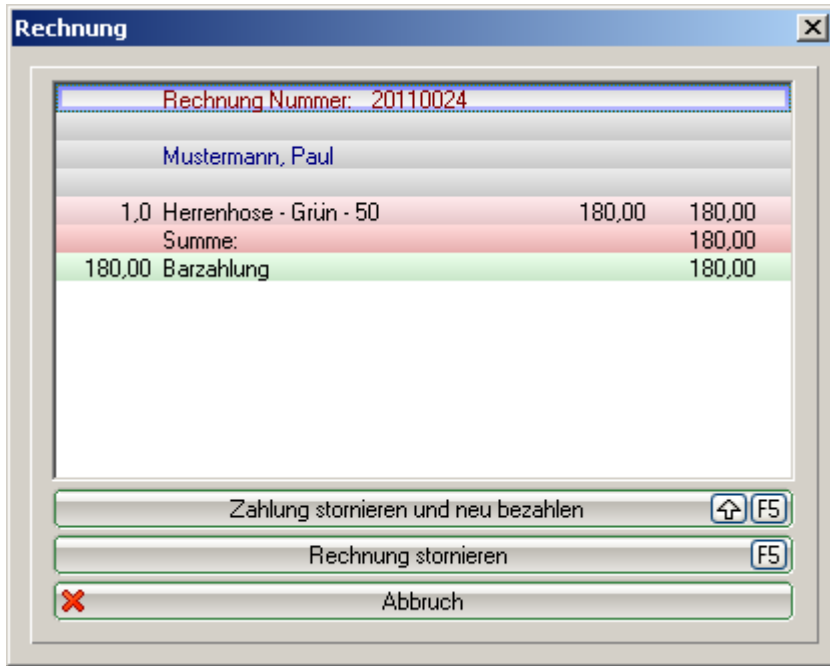 Rechnung
Rechnung Nummer: 20110024
Mustermann, Paul
1,0 Herrenhose - Grün - 50 180,00 180,00
Summe: 180,00
180,00 Barzahlung 180,00
Zahlung stornieren und neu bezahlen F5
Rechnung stornieren F5
Abbruch